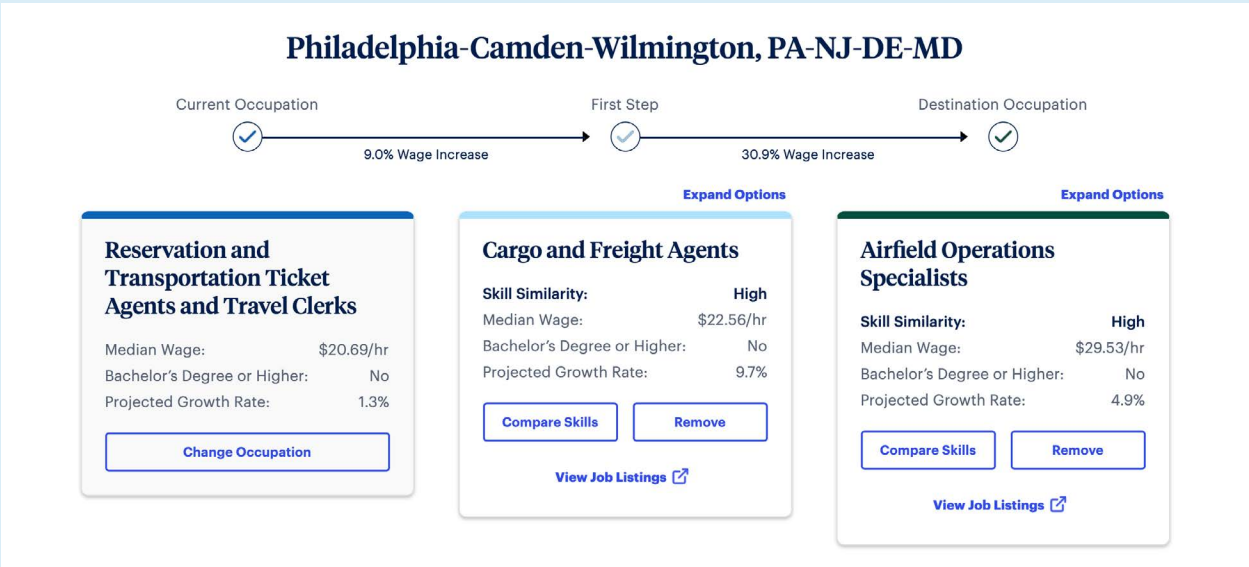 Philadelphia-Camden-Wilmington, PA-NJ-DE-MD
Current Occupation
First Step
Destination Occupation
9.0% Wage Increase
30.9% Wage Increase
Expand Options
Expand Options
Reservation and
Transportation Ticket
Agents and Travel Clerks
Median Wage: $20.69/hr
Bachelor's Degree or Higher: No
Projected Growth Rate: 1.3%
Change Occupation
Cargo and Freight Agents
Skill Similarity: High
Median Wage: $22.56/hr
Bachelor's Degree or Higher: No
Projected Growth Rate: 9.7%
Compare Skills
Remove
View Job Listings
Airfield Operations
Specialists
Skill Similarity: High
Median Wage: $29.53/hr
Bachelor's Degree or Higher: No
Projected Growth Rate: 4.9%
Compare Skills
Remove
View Job Listings